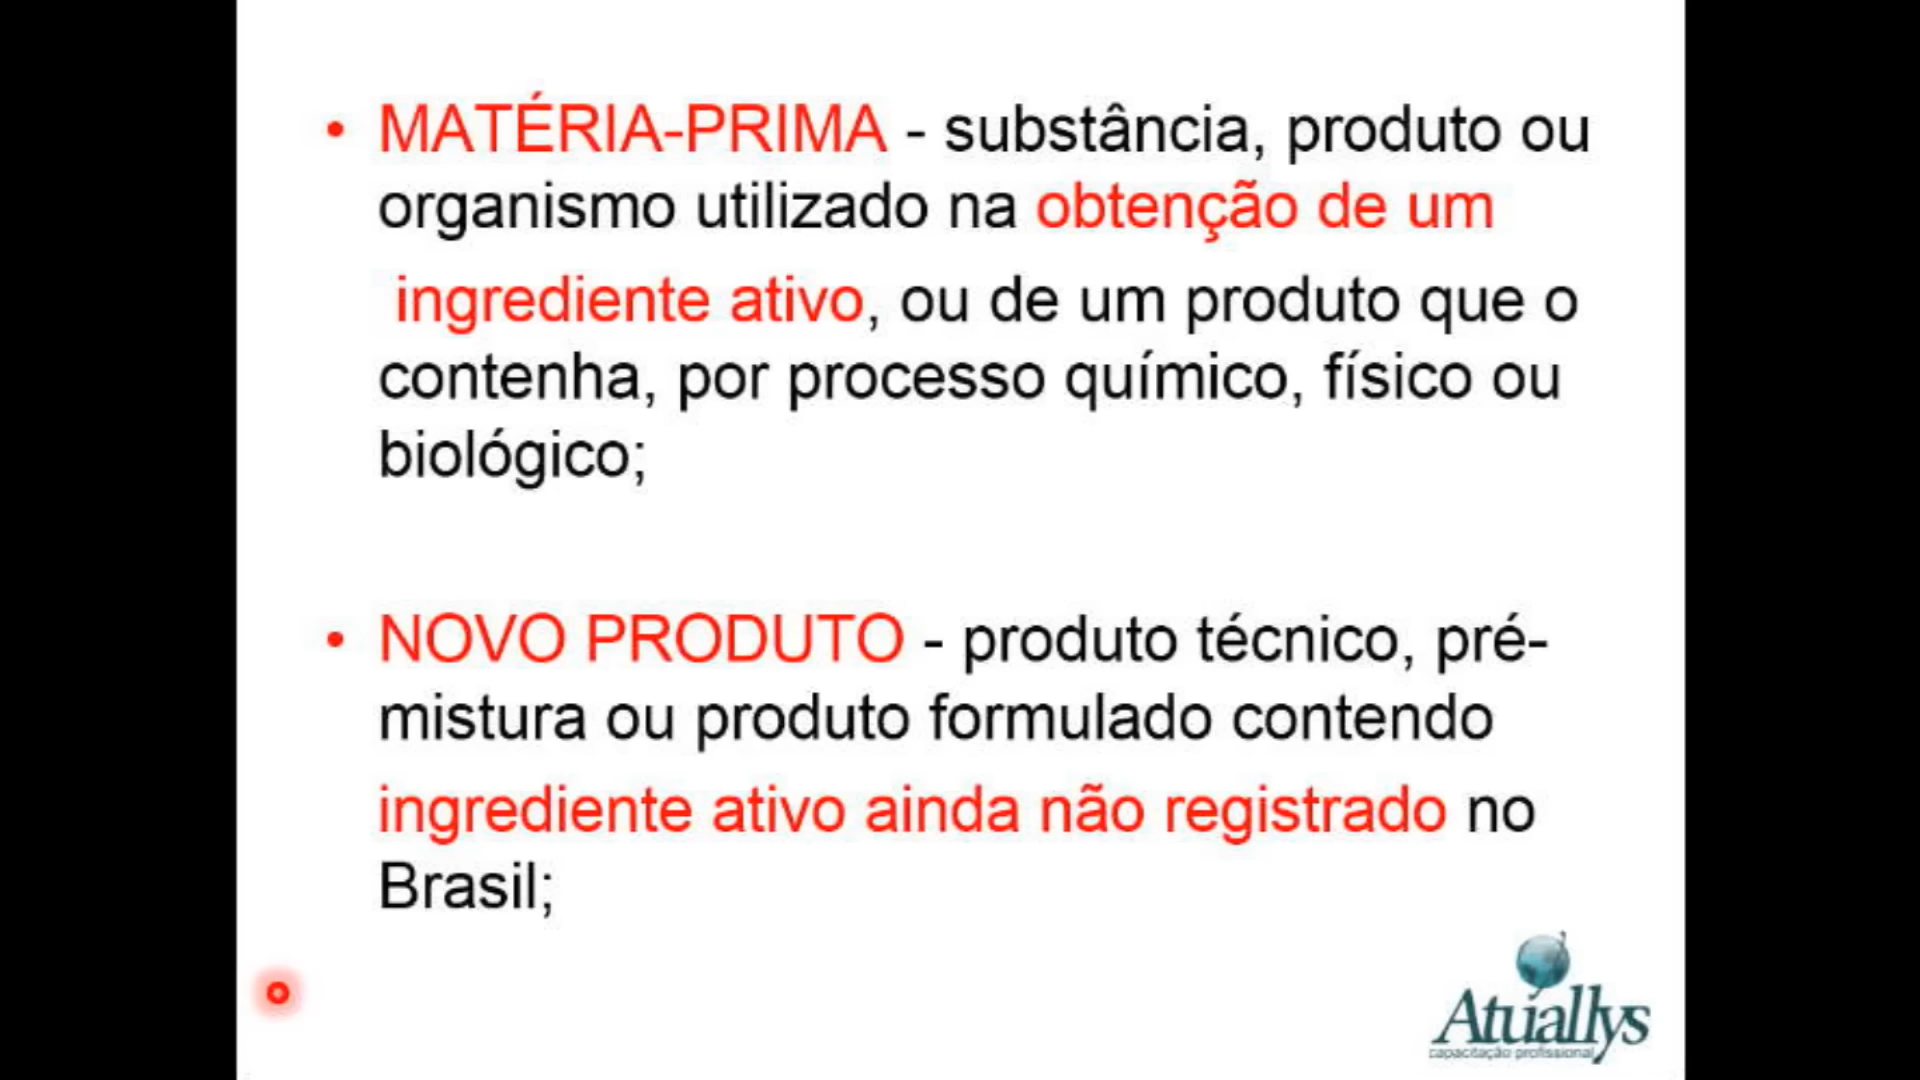 • MATÉRIA-PRIMA - substância, produto ou
organismo utilizado na obtenção de um
ingrediente ativo, ou de um produto que o
contenha, por processo químico, físico ou
biológico;
• NOVO PRODUTO - produto técnico, pré-
mistura ou produto formulado contendo
ingrediente ativo ainda não registrado no
Brasil;
Atuallys
capacitação profissional